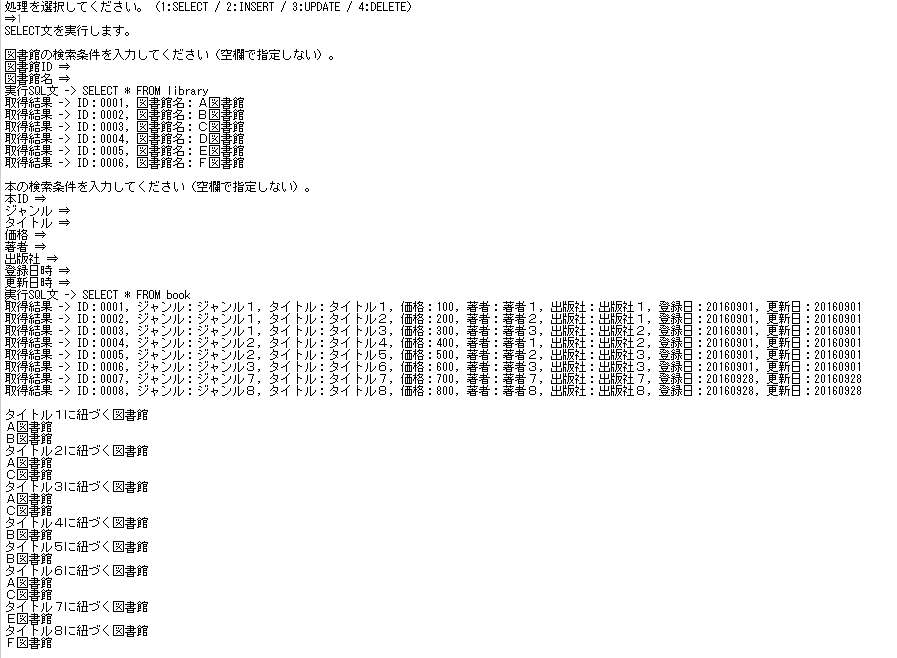 処理を選択してください。（1:SELECT / 2:INSERT / 3:UPDATE / 4:DELETE）
⇒1
SELECT文を実行します。
図書館の検索条件を入力してください（空欄で指定しない）。
図書館ID ⇒
図書館名 ⇒
実行SQL文 -> SELECT * FROM library
取得結果 -> ID：0001, 図書館名：Ａ図書館
取得結果 -> ID：0002, 図書館名：Ｂ図書館
取得結果 -> ID：0003, 図書館名：Ｃ図書館
取得結果 -> ID：0004, 図書館名：Ｄ図書館
取得結果 -> ID：0005, 図書館名：Ｅ図書館
取得結果 -> ID：0006, 図書館名：Ｆ図書館
本の検索条件を入力してください（空欄で指定しない）。
本ID ⇒
ジャンル ⇒
タイトル ⇒
価格 ⇒
著者 ⇒
出版社 ⇒
登録日時 ⇒
更新日時 ⇒
実行SQL文 -> SELECT * FROM book
取得結果 -> ID：0001, ジャンル：ジャンル１, タイトル：タイトル１, 価格：100, 著者：著者１, 出版社：出版社１, 登録日：20160901, 更新日：20160901
取得結果 -> ID：0002, ジャンル：ジャンル１, タイトル：タイトル２, 価格：200, 著者：著者２, 出版社：出版社１, 登録日：20160901, 更新日：20160901
取得結果 -> ID：0003, ジャンル：ジャンル１, タイトル：タイトル３, 価格：300, 著者：著者３, 出版社：出版社２, 登録日：20160901, 更新日：20160901
取得結果 -> ID：0004, ジャンル：ジャンル２, タイトル：タイトル４, 価格：400, 著者：著者１, 出版社：出版社２, 登録日：20160901, 更新日：20160901
取得結果 -> ID：0005, ジャンル：ジャンル２, タイトル：タイトル５, 価格：500, 著者：著者２, 出版社：出版社３, 登録日：20160901, 更新日：20160901
取得結果 -> ID：0006, ジャンル：ジャンル３, タイトル：タイトル６, 価格：600, 著者：著者３, 出版社：出版社３, 登録日：20160901, 更新日：20160901
取得結果 -> ID：0007, ジャンル：ジャンル７, タイトル：タイトル７, 価格：700, 著者：著者７, 出版社：出版社７, 登録日：20160928, 更新日：20160928
取得結果 -> ID：0008, ジャンル：ジャンル８, タイトル：タイトル８, 価格：800, 著者：著者８, 出版社：出版社８, 登録日：20160928, 更新日：20160928
タイトル１に紐づく図書館
Ａ図書館
Ｂ図書館
タイトル２に紐づく図書館
Ａ図書館
Ｃ図書館
タイトル３に紐づく図書館
Ａ図書館
Ｃ図書館
タイトル４に紐づく図書館
Ｂ図書館
タイトル５に紐づく図書館
Ｂ図書館
タイトル６に紐づく図書館
Ａ図書館
Ｃ図書館
タイトル７に紐づく図書館
Ｅ図書館
タイトル８に紐づく図書館
Ｆ図書館